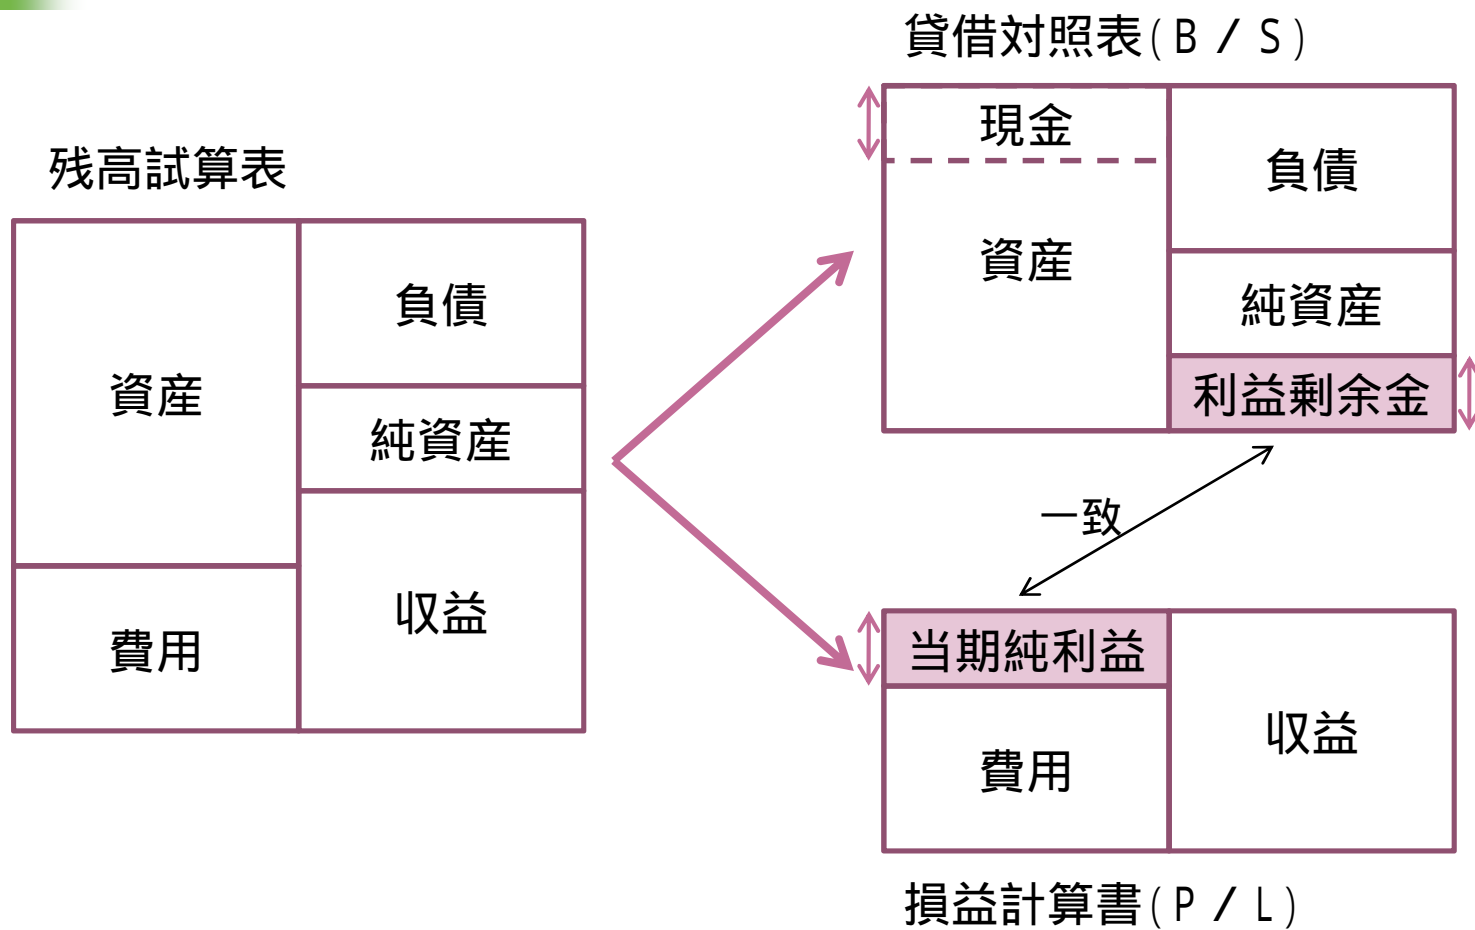 貸借対照表(B/S)
現金
負債
資産
純資産
利益剰余金
残高試算表
資産
負債
純資産
費用
収益
一致
当期純利益
費用
収益
損益計算書(P/L)